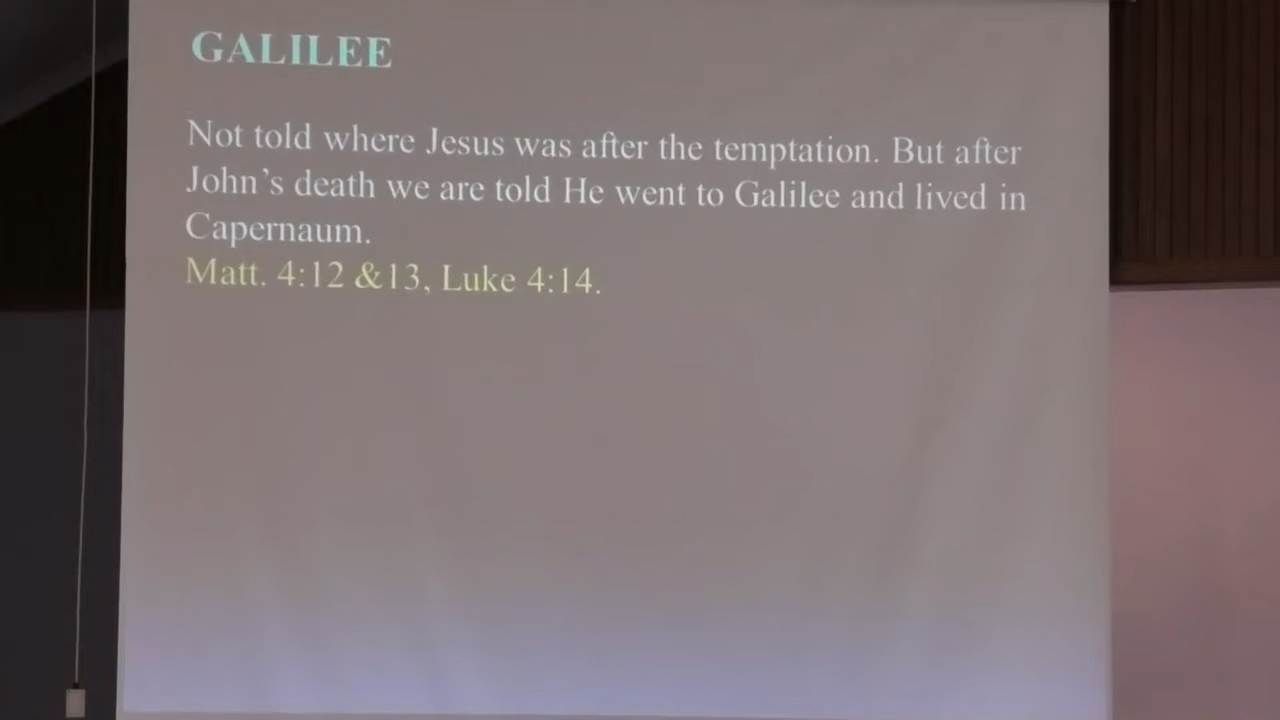 GALILEE
Not told where Jesus was after the temptation. But after
John's death we are told He went to Galilee and lived in
Capernaum.
Matt. 4:12 &13, Luke 4:14.